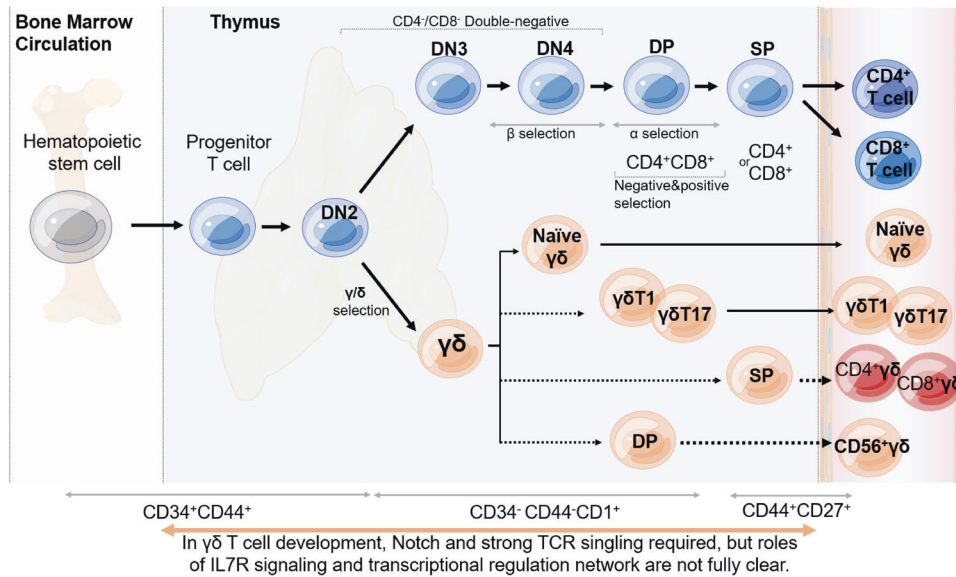 Bone Marrow
Circulation
Thymus
CD4⁻/CD8⁻ Double-negative
DN3
DN4
DP
SP
CD4⁺
T cell
CD8⁺
T cell
β selection
α selection
CD4⁺CD8⁺
Negative&positive
selection
CD4⁺
or
CD8⁺
Hematopoietic
stem cell
Progenitor
T cell
DN2
γ/δ
selection
γδ
Naïve
γδ
Naïve
γδ
γδT1
γδT17
γδT1
γδT17
SP
CD4⁺γδ
CD8⁺γδ
DP
CD56⁺γδ
CD34⁺CD44⁺
CD34⁻ CD44⁻CD1⁺
CD44⁺CD27⁺
In γδ T cell development, Notch and strong TCR singling required, but roles
of IL7R signaling and transcriptional regulation network are not fully clear.